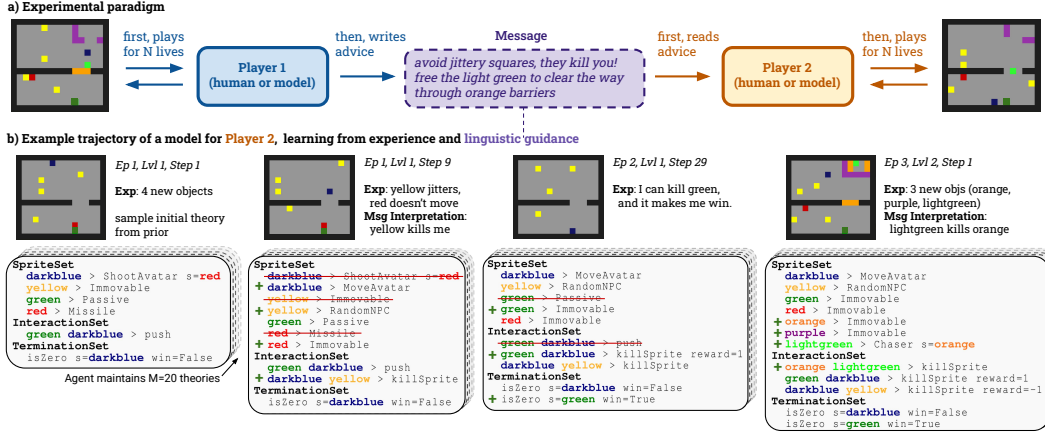 a) Experimental paradigm
first, plays
for N lives
Player 1
(human or model)
then, writes
advice
Message
avoid jittery squares, they kill you!
free the light green to clear the way
through orange barriers
first, reads
advice
Player 2
(human or model)
then, plays
for N lives
b) Example trajectory of a model for Player 2, learning from experience and linguistic guidance
Ep 1, Lvl 1, Step 1
Exp: 4 new objects
sample initial theory
from prior
SpriteSet
darkblue > ShootAvatar s=red
yellow > Immovable
green > Passive
red > Missile
InteractionSet
green darkblue > push
TerminationSet
isZero s=darkblue win=False
Agent maintains M=20 theories
Ep 1, Lvl 1, Step 9
Exp: yellow jitters,
red doesn't move
Msg Interpretation:
yellow kills me
SpriteSet
darkblue > ShootAvatar s=red
+ darkblue > MoveAvatar
yellow > Immovable
+ yellow > RandomNPC
green > Passive
red > Missile
+ red > Immovable
InteractionSet
green darkblue > push
+ darkblue yellow > killSprite
TerminationSet
isZero s=darkblue win=False
Ep 2, Lvl 1, Step 29
Exp: I can kill green,
and it makes me win.
SpriteSet
darkblue > MoveAvatar
yellow > RandomNPC
green > Passive
+ green > Immovable
red > Immovable
InteractionSet
green darkblue > push
+ green darkblue > killSprite reward=1
darkblue yellow > killSprite
TerminationSet
isZero s=darkblue win=False
+ isZero s=green win=True
Ep 3, Lvl 2, Step 1
Exp: 3 new objs (orange,
purple, lightgreen)
Msg Interpretation:
lightgreen kills orange
SpriteSet
darkblue > MoveAvatar
yellow > RandomNPC
green > Immovable
red > Immovable
+ orange > Immovable
+ purple > Immovable
+ lightgreen > Chaser s=orange
InteractionSet
+ orange lightgreen > killSprite
green darkblue > killSprite reward=1
darkblue yellow > killSprite reward=-1
TerminationSet
isZero s=darkblue win=False
isZero s=green win=True